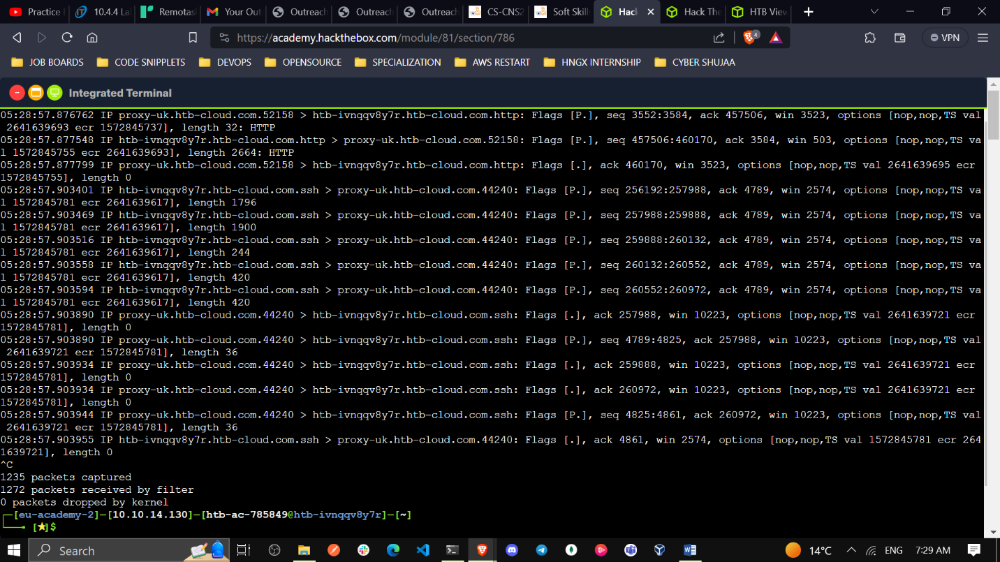 Practice
10.4.4 Lab
Remotas
Your Out
Outreach
Outreach
Outreach
CS-CNS2
Soft Skills
Hac
Hack The
HTB View
https://academy.hackthebox.com/module/81/section/786
4
VPN
JOB BOARDS
CODE SNIPPLETS
DEVOPS
OPENSOURCE
SPECIALIZATION
AWS RESTART
HNGX INTERNSHIP
CYBER SHUJAA
Integrated Terminal
05:28:57.876762 IP proxy-uk.htb-cloud.com.52158 > htb-ivnqqv8y7r.htb-cloud.com.http: Flags [P.], seq 3552:3584, ack 457506, win 3523, options [nop,nop,TS val
 2641639693 ecr 1572845737], length 32: HTTP
05:28:57.877548 IP htb-ivnqqv8y7r.htb-cloud.com.http > proxy-uk.htb-cloud.com.52158: Flags [P.], seq 457506:460170, ack 3584, win 503, options [nop,nop,TS va
l 1572845755 ecr 2641639693], length 2664: HTTP
05:28:57.877799 IP proxy-uk.htb-cloud.com.52158 > htb-ivnqqv8y7r.htb-cloud.com.http: Flags [.], ack 460170, win 3523, options [nop,nop,TS val 2641639695 ecr
1572845755], length 0
05:28:57.903401 IP htb-ivnqqv8y7r.htb-cloud.com.ssh > proxy-uk.htb-cloud.com.44240: Flags [P.], seq 256192:257988, ack 4789, win 2574, options [nop,nop,TS va
l 1572845781 ecr 2641639617], length 1796
05:28:57.903469 IP htb-ivnqqv8y7r.htb-cloud.com.ssh > proxy-uk.htb-cloud.com.44240: Flags [P.], seq 257988:259888, ack 4789, win 2574, options [nop,nop,TS va
l 1572845781 ecr 2641639617], length 1900
05:28:57.903516 IP htb-ivnqqv8y7r.htb-cloud.com.ssh > proxy-uk.htb-cloud.com.44240: Flags [P.], seq 259888:260132, ack 4789, win 2574, options [nop,nop,TS va
l 1572845781 ecr 2641639617], length 244
05:28:57.903558 IP htb-ivnqqv8y7r.htb-cloud.com.ssh > proxy-uk.htb-cloud.com.44240: Flags [P.], seq 260132:260552, ack 4789, win 2574, options [nop,nop,TS va
l 1572845781 ecr 2641639617], length 420
05:28:57.903594 IP htb-ivnqqv8y7r.htb-cloud.com.ssh > proxy-uk.htb-cloud.com.44240: Flags [P.], seq 260552:260972, ack 4789, win 2574, options [nop,nop,TS va
l 1572845781 ecr 2641639617], length 420
05:28:57.903890 IP proxy-uk.htb-cloud.com.44240 > htb-ivnqqv8y7r.htb-cloud.com.ssh: Flags [.], ack 257988, win 10223, options [nop,nop,TS val 2641639721 ecr
1572845781], length 0
05:28:57.903890 IP proxy-uk.htb-cloud.com.44240 > htb-ivnqqv8y7r.htb-cloud.com.ssh: Flags [P.], seq 4789:4825, ack 257988, win 10223, options [nop,nop,TS val
 2641639721 ecr 1572845781], length 36
05:28:57.903934 IP proxy-uk.htb-cloud.com.44240 > htb-ivnqqv8y7r.htb-cloud.com.ssh: Flags [.], ack 259888, win 10223, options [nop,nop,TS val 2641639721 ecr
1572845781], length 0
05:28:57.903934 IP proxy-uk.htb-cloud.com.44240 > htb-ivnqqv8y7r.htb-cloud.com.ssh: Flags [.], ack 260972, win 10223, options [nop,nop,TS val 2641639721 ecr
1572845781], length 0
05:28:57.903944 IP proxy-uk.htb-cloud.com.44240 > htb-ivnqqv8y7r.htb-cloud.com.ssh: Flags [P.], seq 4825:4861, ack 260972, win 10223, options [nop,nop,TS val
 2641639721 ecr 1572845781], length 36
05:28:57.903955 IP htb-ivnqqv8y7r.htb-cloud.com.ssh > proxy-uk.htb-cloud.com.44240: Flags [.], ack 4861, win 2574, options [nop,nop,TS val 1572845781 ecr 264
1639721], length 0
^C
1235 packets captured
1272 packets received by filter
0 packets dropped by kernel
┌─[eu-academy-2]─[10.10.14.130]─[htb-ac-785849@htb-ivnqqv8y7r]─[~]
└──╼ [★]$
Search
14°C
ENG
7:29 AM